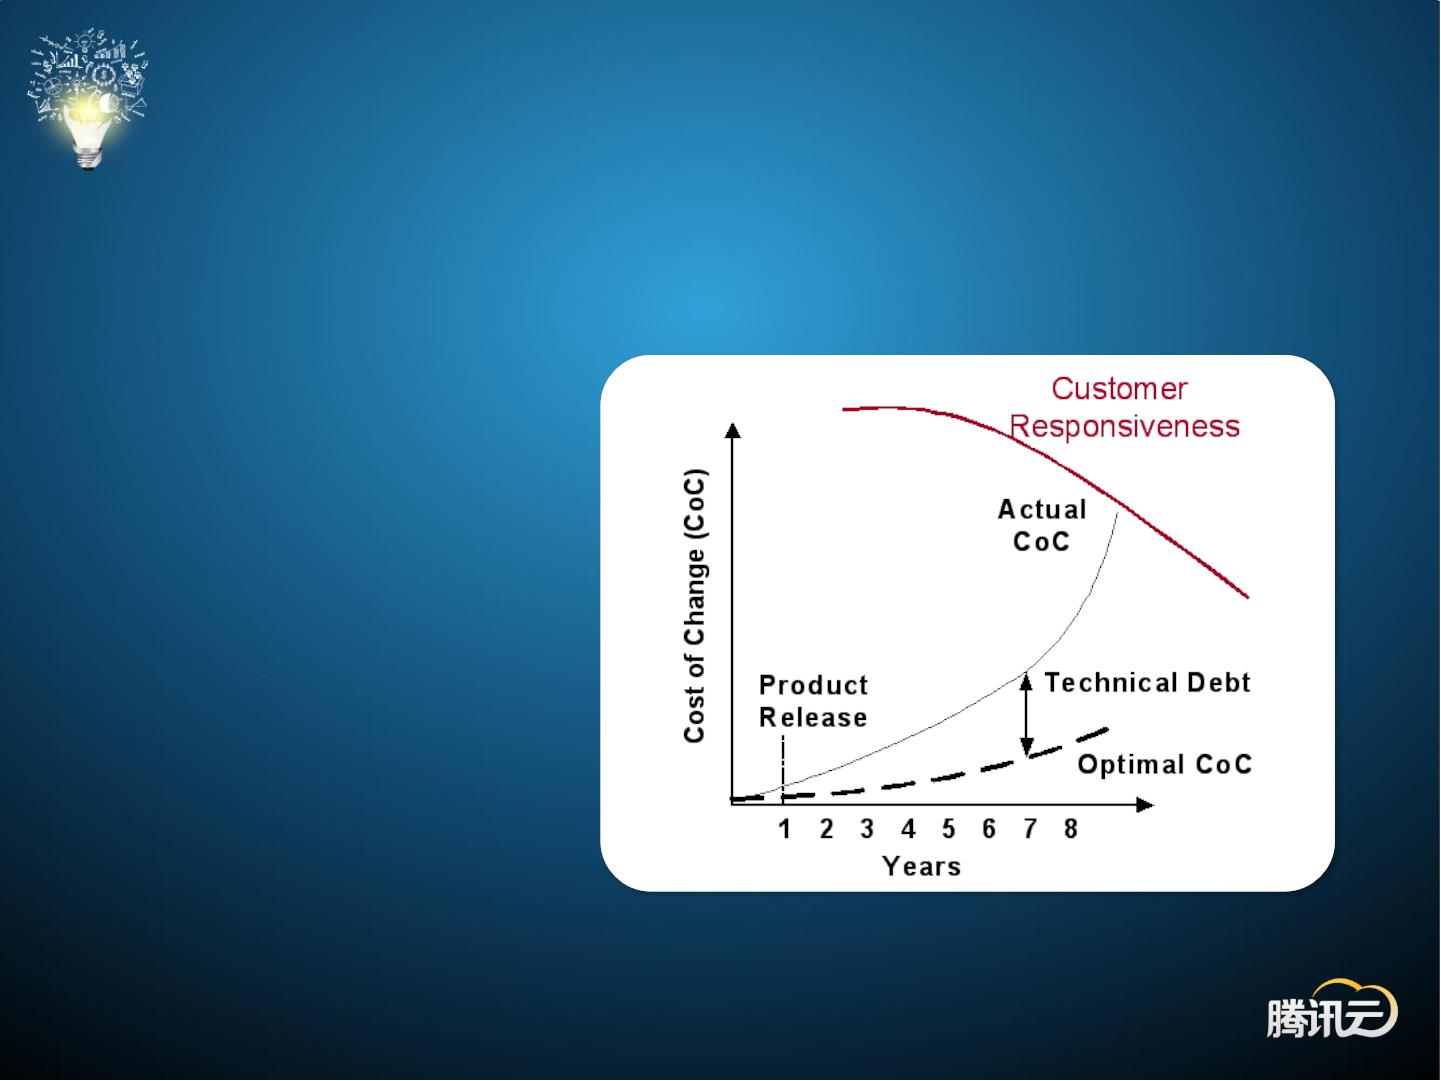 Customer
Responsiveness
Actual
CoC
Cost of Change (CoC)
Product
Release
Technical Debt
Optimal CoC
1 2 3 4 5 6 7 8
Years
腾讯云